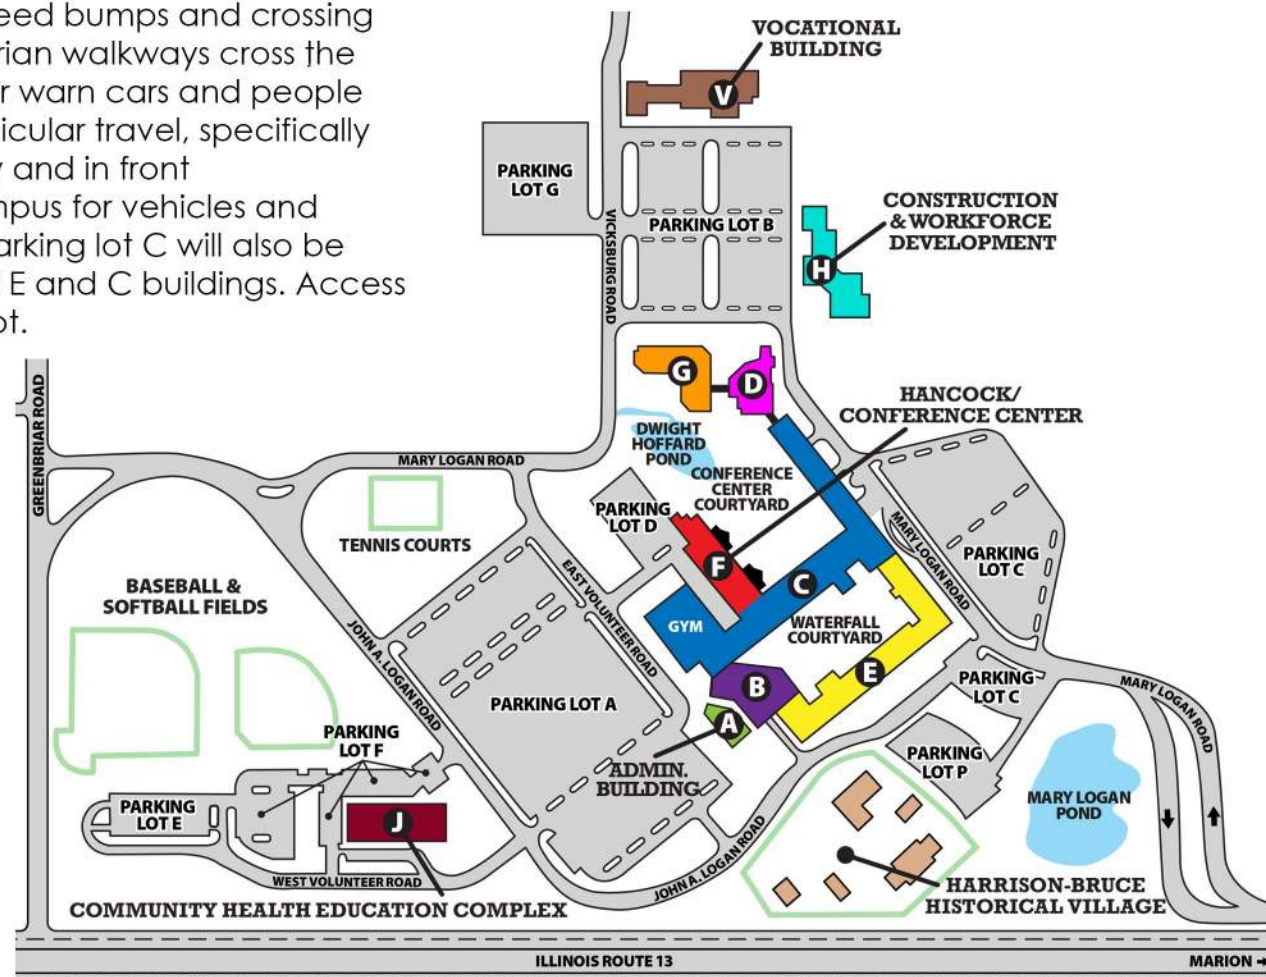 eed bumps and crossing
rian walkways cross the
r warn cars and people
icular travel, specifically
and in front
npus for vehicles and
arking lot C will also be
E and C buildings. Access
ot.
VOCATIONAL
BUILDING
V
PARKING
LOT G
VICKSBURG ROAD
PARKING LOT B
CONSTRUCTION
& WORKFORCE
DEVELOPMENT
H
GREENBRIAR ROAD
G
D
HANCOCK/
CONFERENCE CENTER
DWIGHT
HOFFARD
POND
MARY LOGAN ROAD
CONFERENCE
CENTER
COURTYARD
PARKING
LOT D
TENNIS COURTS
MARY LOGAN ROAD
PARKING
LOT C
F
C
EAST VOLUNTEER ROAD
BASEBALL &
SOFTBALL FIELDS
GYM
WATERFALL
COURTYARD
JOHN A. LOGAN ROAD
E
B
PARKING
LOT C
MARY LOGAN ROAD
PARKING LOT A
A
PARKING
LOT F
ADMIN.
BUILDING
PARKING
LOT P
PARKING
LOT E
J
MARY LOGAN
POND
JOHN A. LOGAN ROAD
WEST VOLUNTEER ROAD
HARRISON-BRUCE
HISTORICAL VILLAGE
COMMUNITY HEALTH EDUCATION COMPLEX
ILLINOIS ROUTE 13
MARION